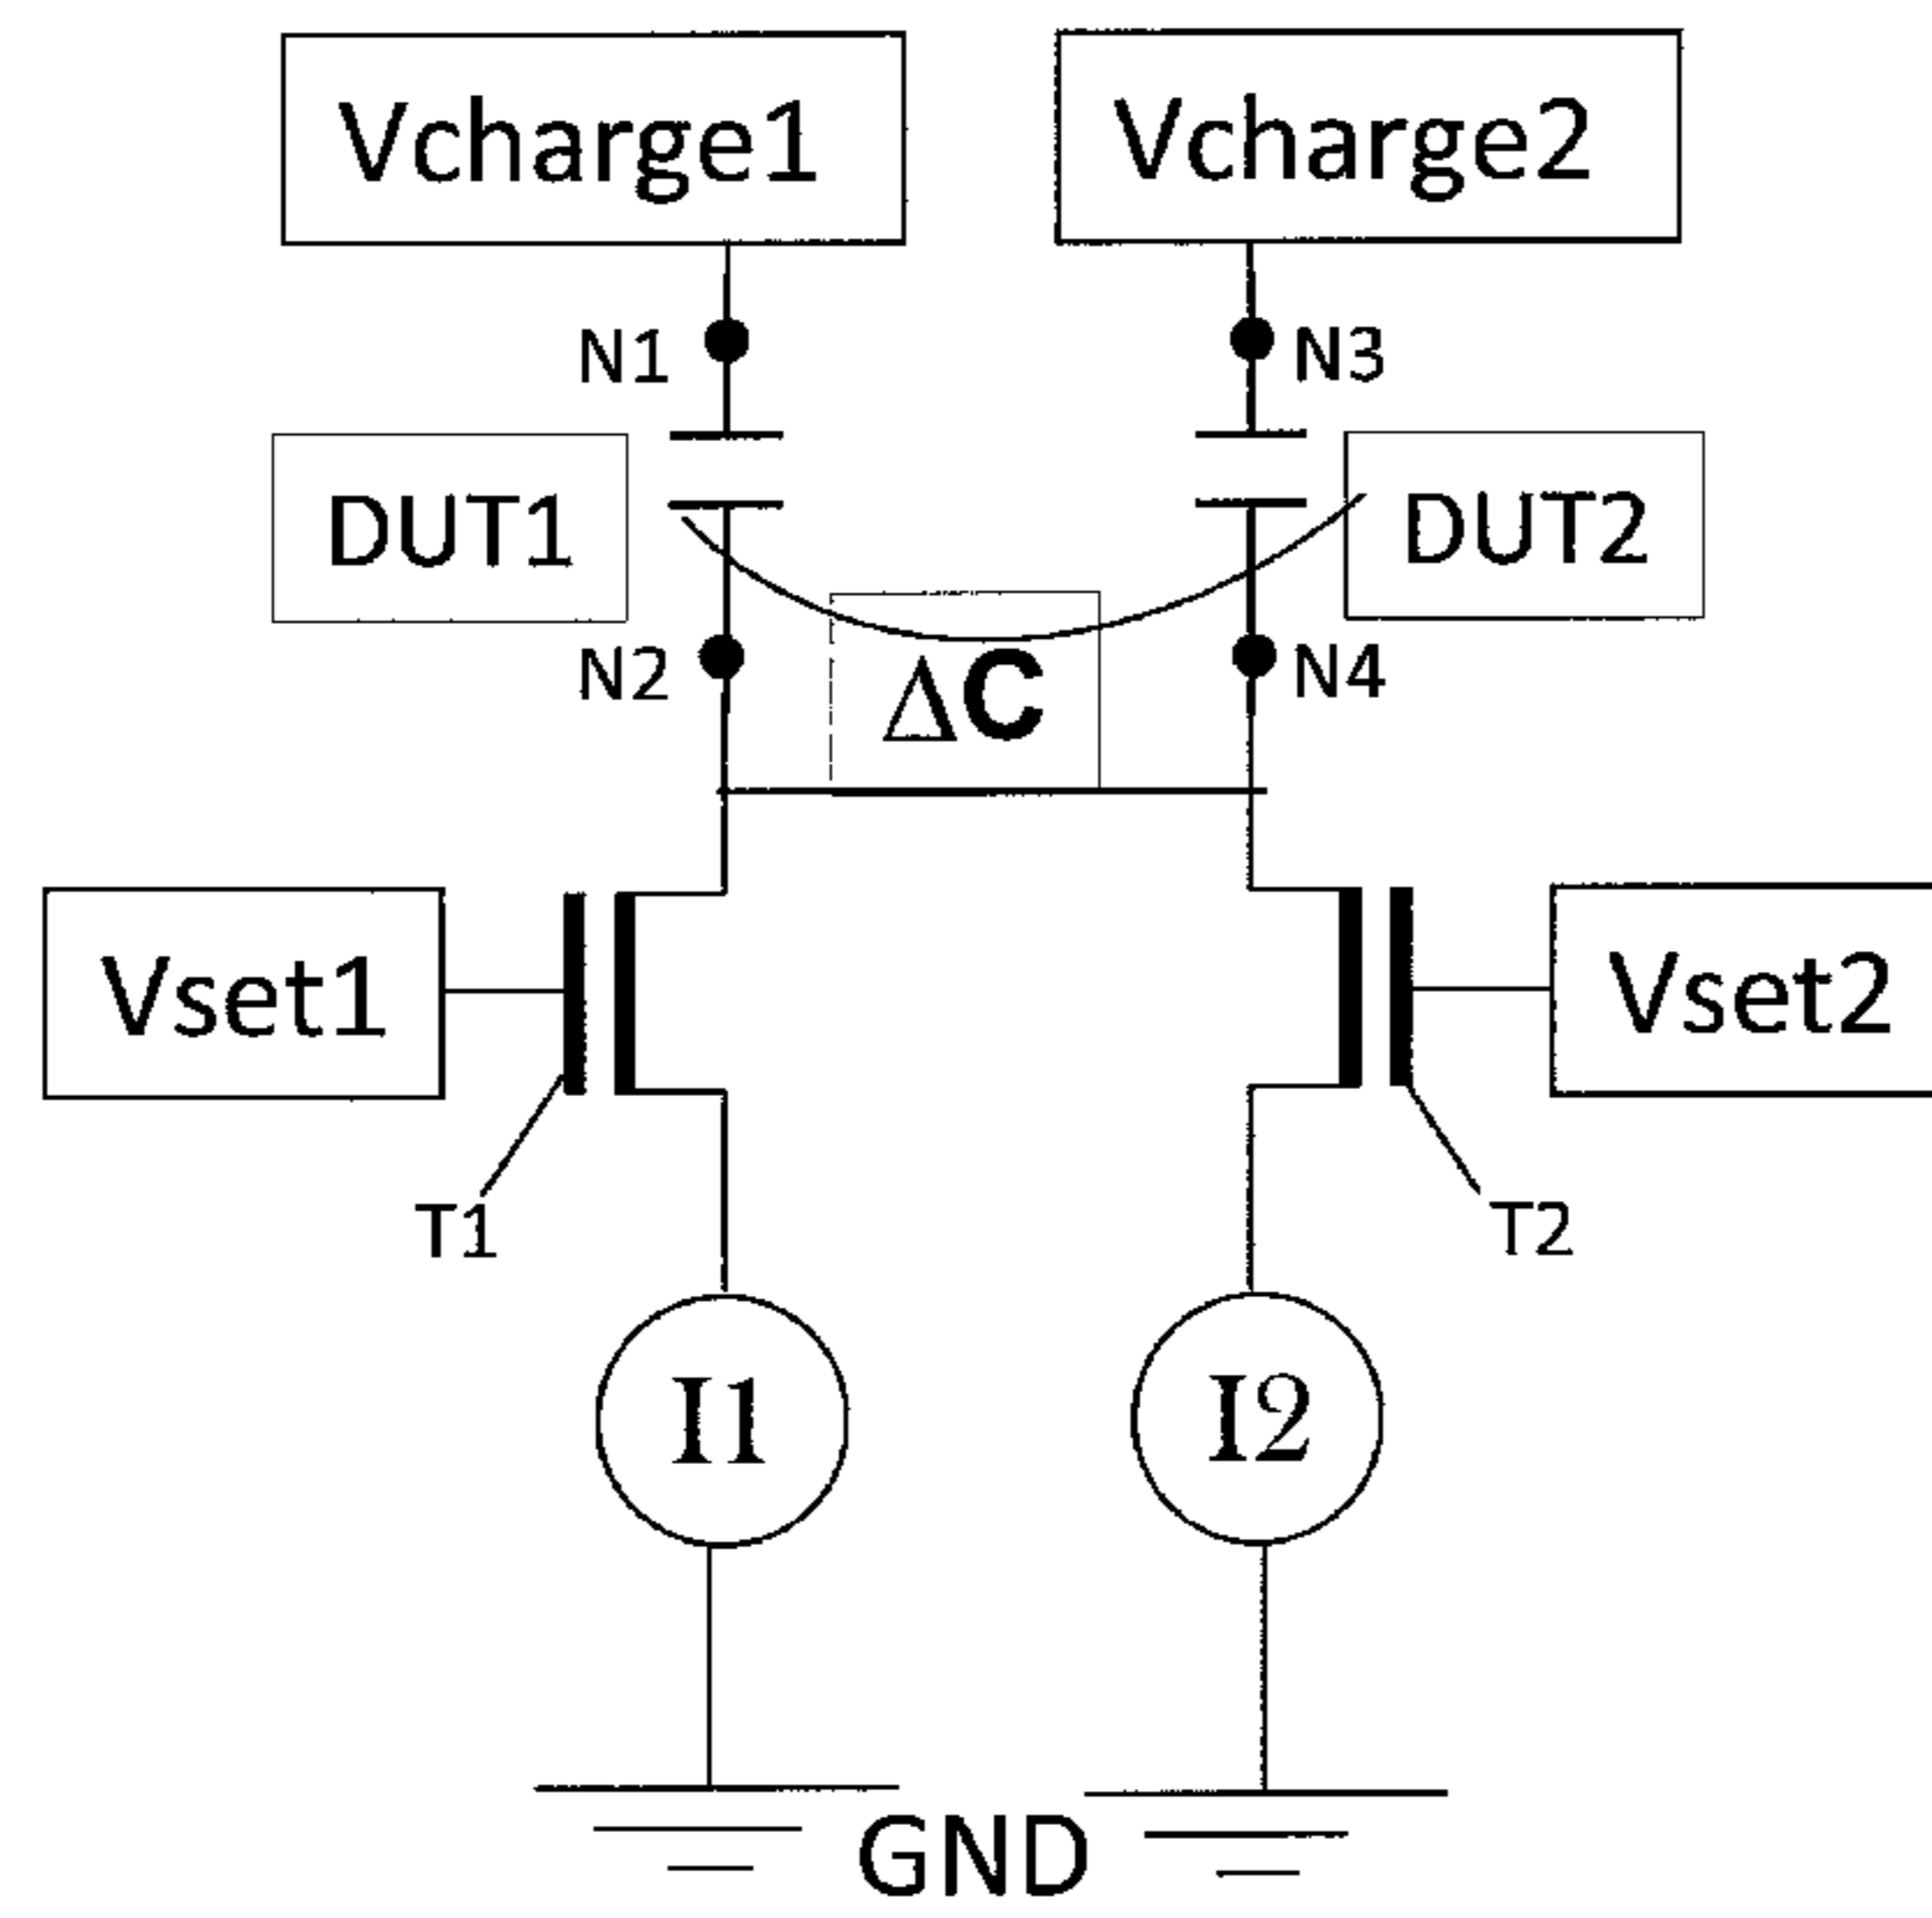 Vcharge1
Vcharge2
N1
N3
DUT1
DUT2
N2
N4
ΔC
Vset1
Vset2
T1
T2
I1
I2
GND